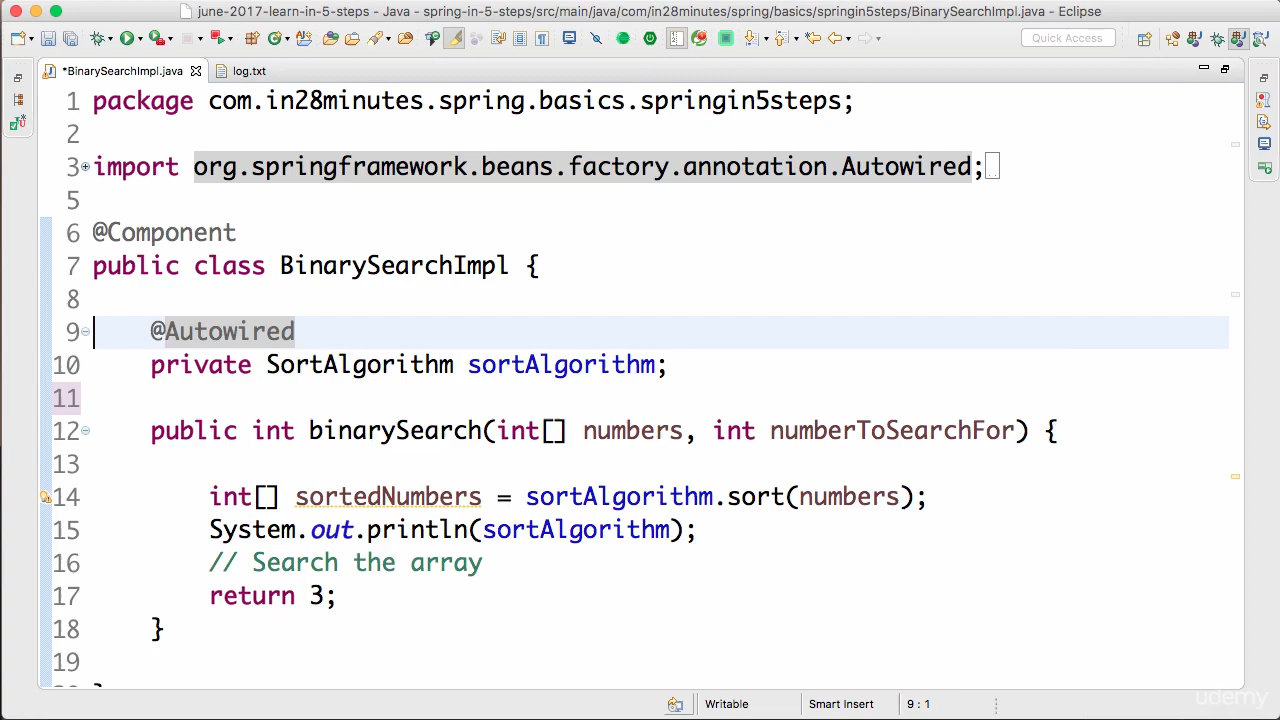 june-2017-learn-in-5-steps - Java - spring-in-5-steps/src/main/java/com/in28minutes/spring/basics/springin5steps/BinarySearchImpl.java - Eclipse
Quick Access
*BinarySearchImpl.java
log.txt
1 package com.in28minutes.spring.basics.springin5steps;
2
3 import org.springframework.beans.factory.annotation.Autowired;
5
6 @Component
7 public class BinarySearchImpl {
8
9 @Autowired
10 private SortAlgorithm sortAlgorithm;
11
12 public int binarySearch(int[] numbers, int numberToSearchFor) {
13
14 int[] sortedNumbers = sortAlgorithm.sort(numbers);
15 System.out.println(sortAlgorithm);
16 // Search the array
17 return 3;
18 }
19
Writable
Smart Insert
9 : 1
udemy